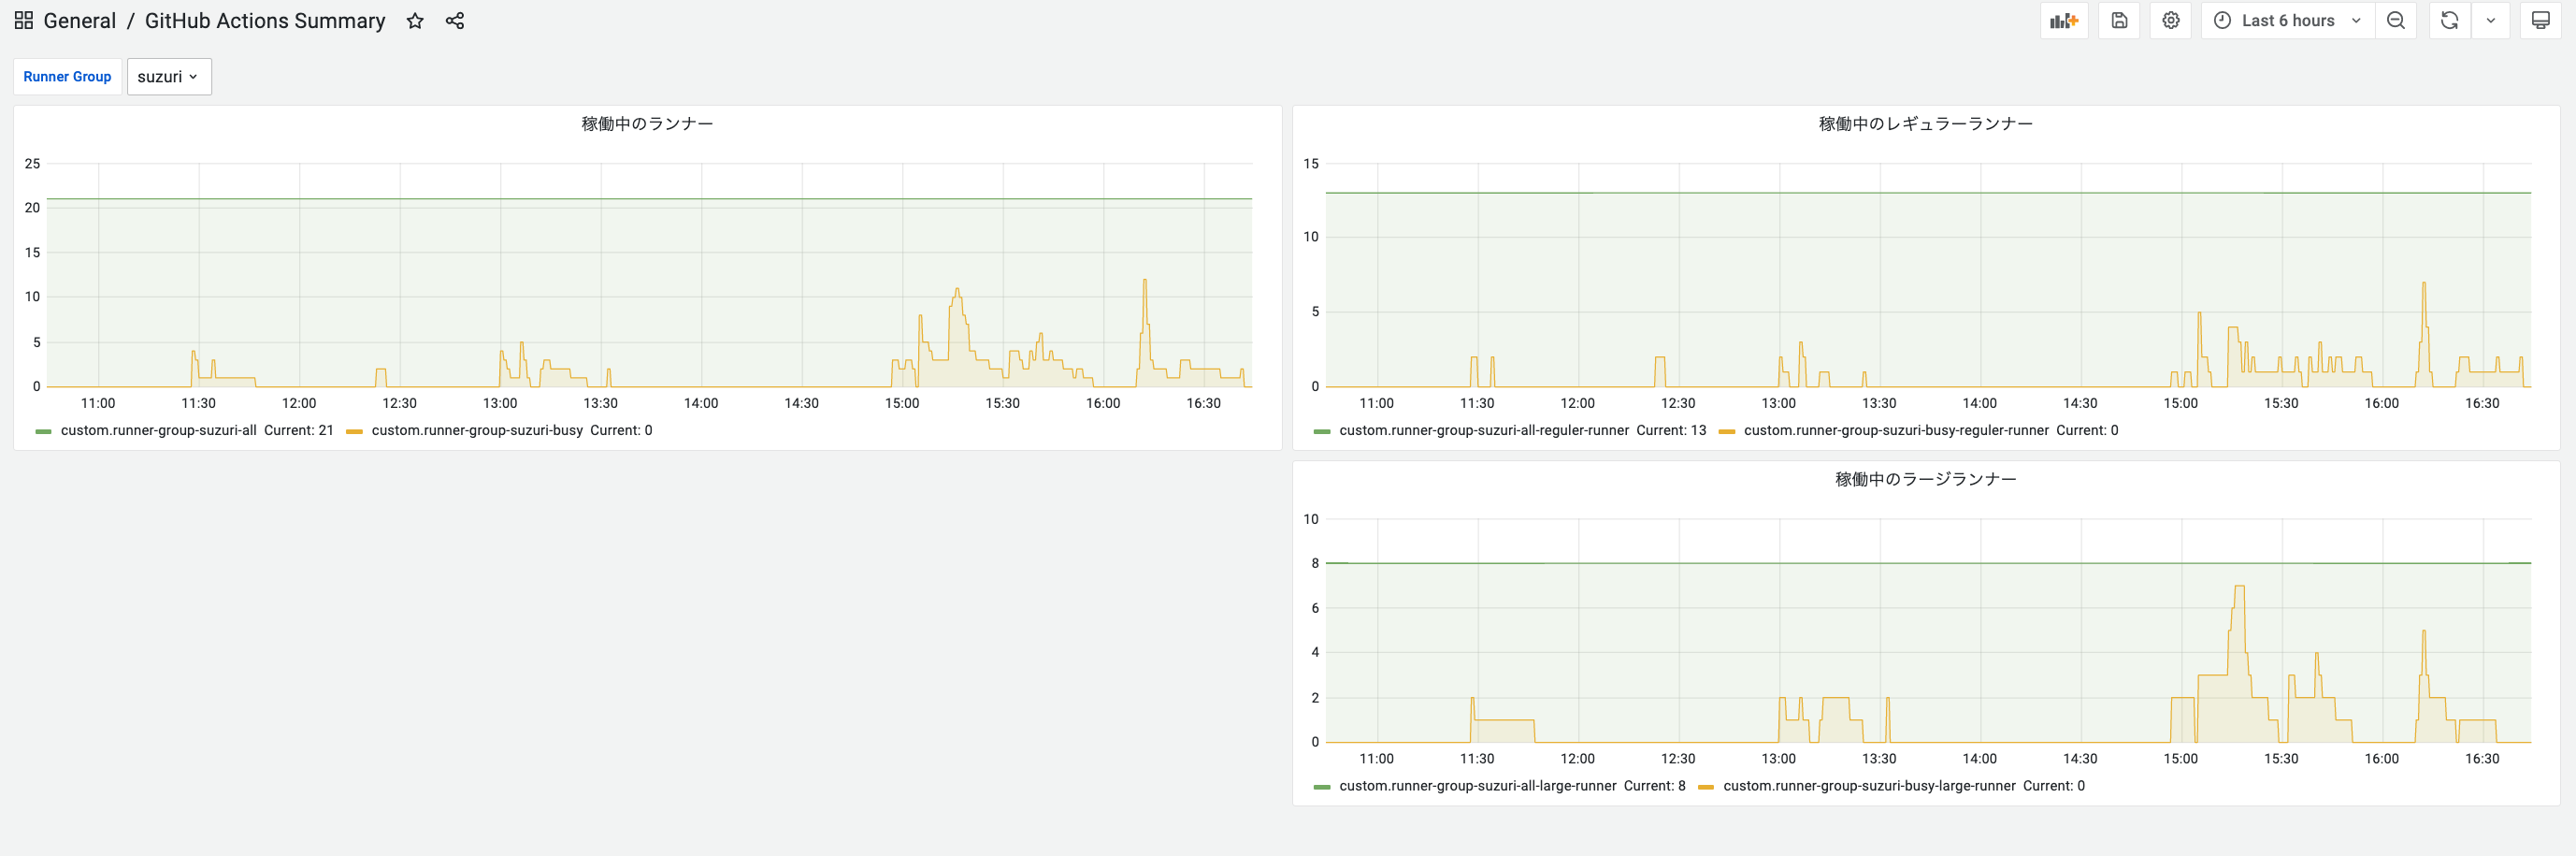 General / GitHub Actions Summary
Last 6 hours
Runner Group suzuri
稼働中のランナー
25
20
15
10
5
0
11:00 11:30 12:00 12:30 13:00 13:30 14:00 14:30 15:00 15:30 16:00 16:30
custom.runner-group-suzuri-all Current: 21 custom.runner-group-suzuri-busy Current: 0
稼働中のレギュラーランナー
15
10
5
0
11:00 11:30 12:00 12:30 13:00 13:30 14:00 14:30 15:00 15:30 16:00 16:30
custom.runner-group-suzuri-all-reguler-runner Current: 13 custom.runner-group-suzuri-busy-reguler-runner Current: 0
稼働中のラージランナー
10
8
6
4
2
0
11:00 11:30 12:00 12:30 13:00 13:30 14:00 14:30 15:00 15:30 16:00 16:30
custom.runner-group-suzuri-all-large-runner Current: 8 custom.runner-group-suzuri-busy-large-runner Current: 0